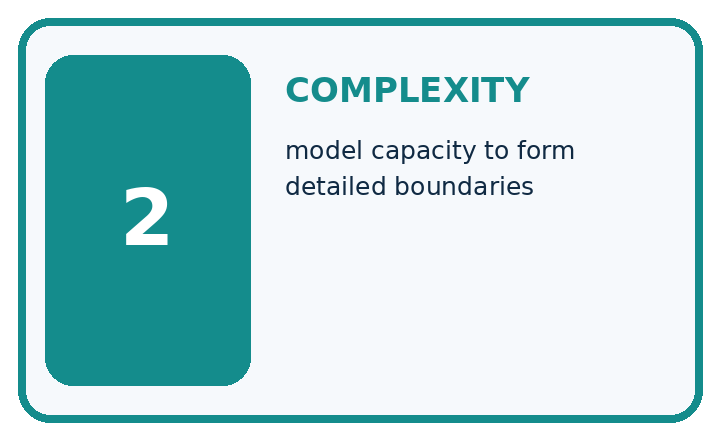 2
COMPLEXITY
model capacity to form
detailed boundaries